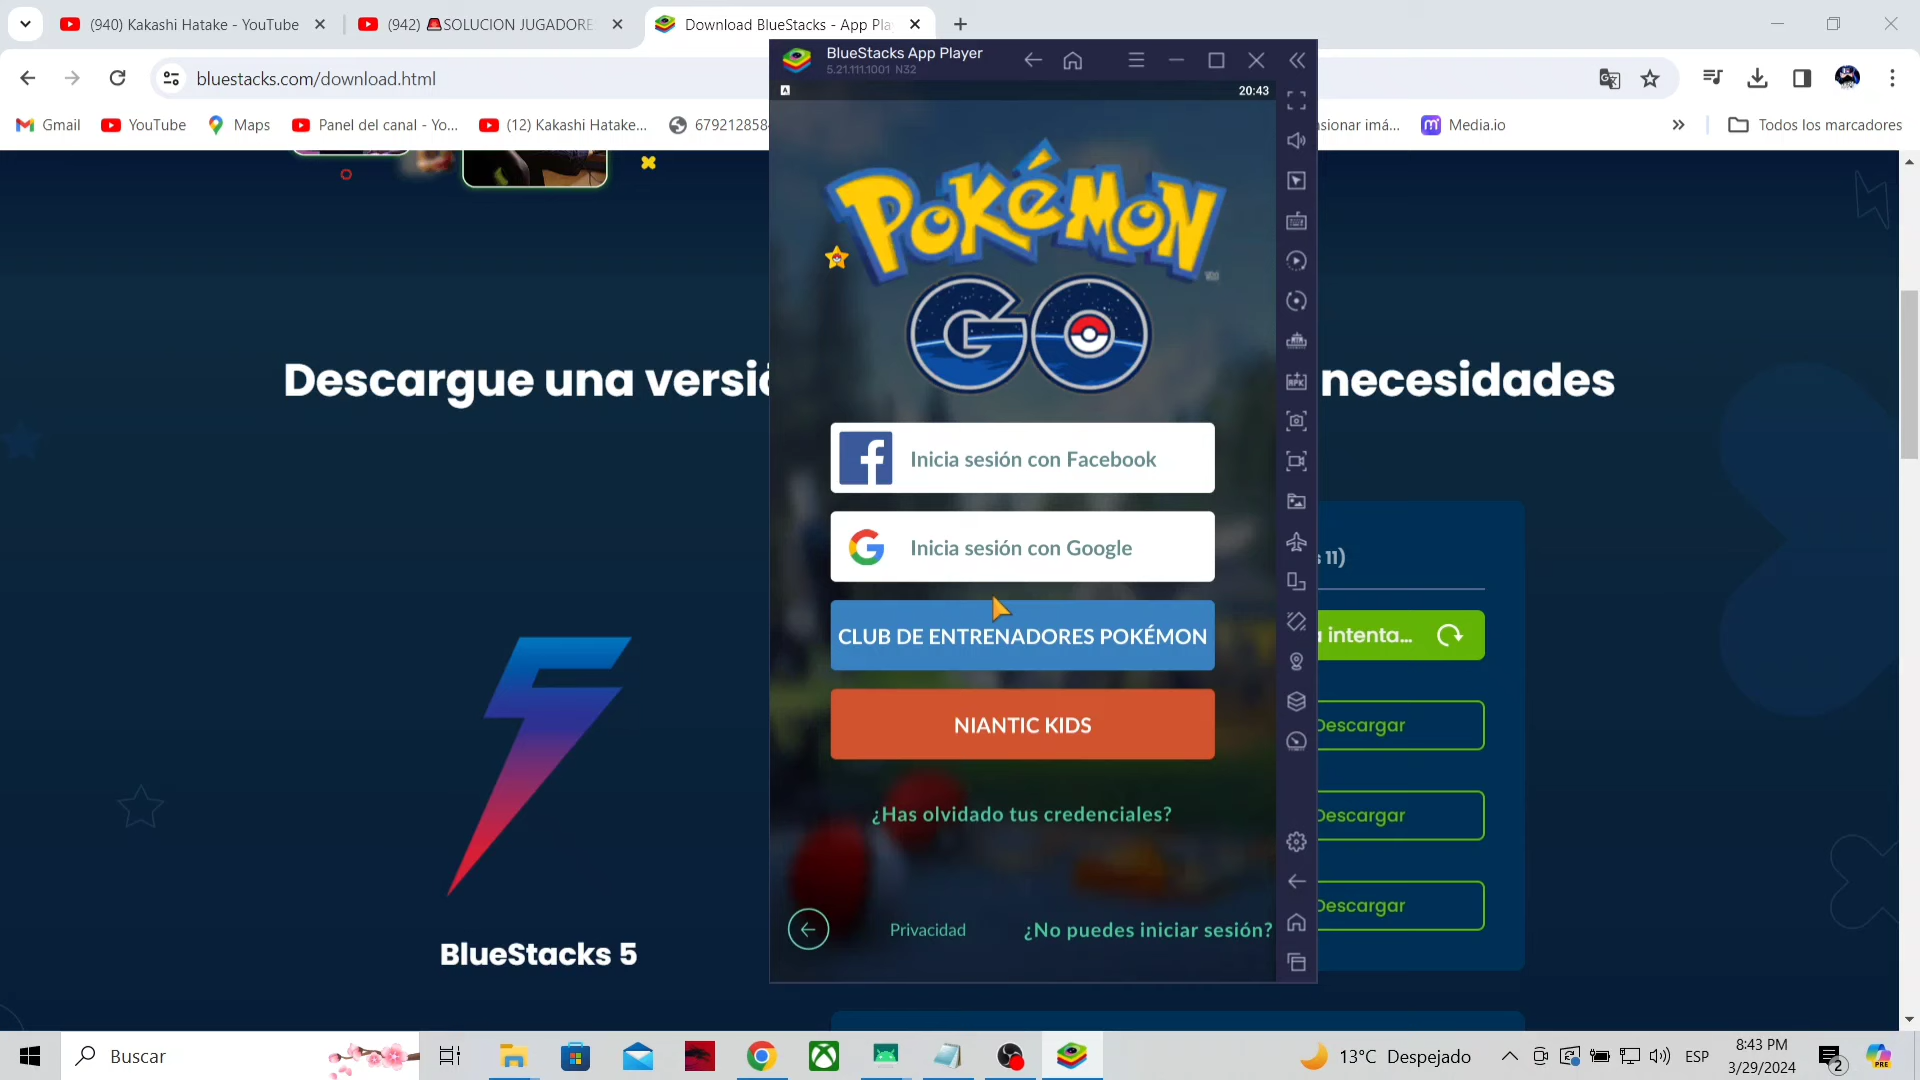 (940) Kakashi Hatake - YouTube
(942) 🚨SOLUCION JUGADORE
Download BlueStacks - App Pla
bluestacks.com/download.html
Gmail
YouTube
Maps
Panel del canal - Yo...
(12) Kakashi Hatake...
67921285
sionar imá...
Media.io
Todos los marcadores
BlueStacks App Player
5.21.111.1001 N32
20:43
POKÉMON
GO
Descargue una versió
necesidades
Inicia sesión con Facebook
Inicia sesión con Google
CLUB DE ENTRENADORES POKÉMON
NIANTIC KIDS
¿Has olvidado tus credenciales?
Privacidad
¿No puedes iniciar sesión?
11)
intenta...
Descargar
Descargar
Descargar
BlueStacks 5
Buscar
13°C Despejado
ESP
8:43 PM
3/29/2024
2
PRE